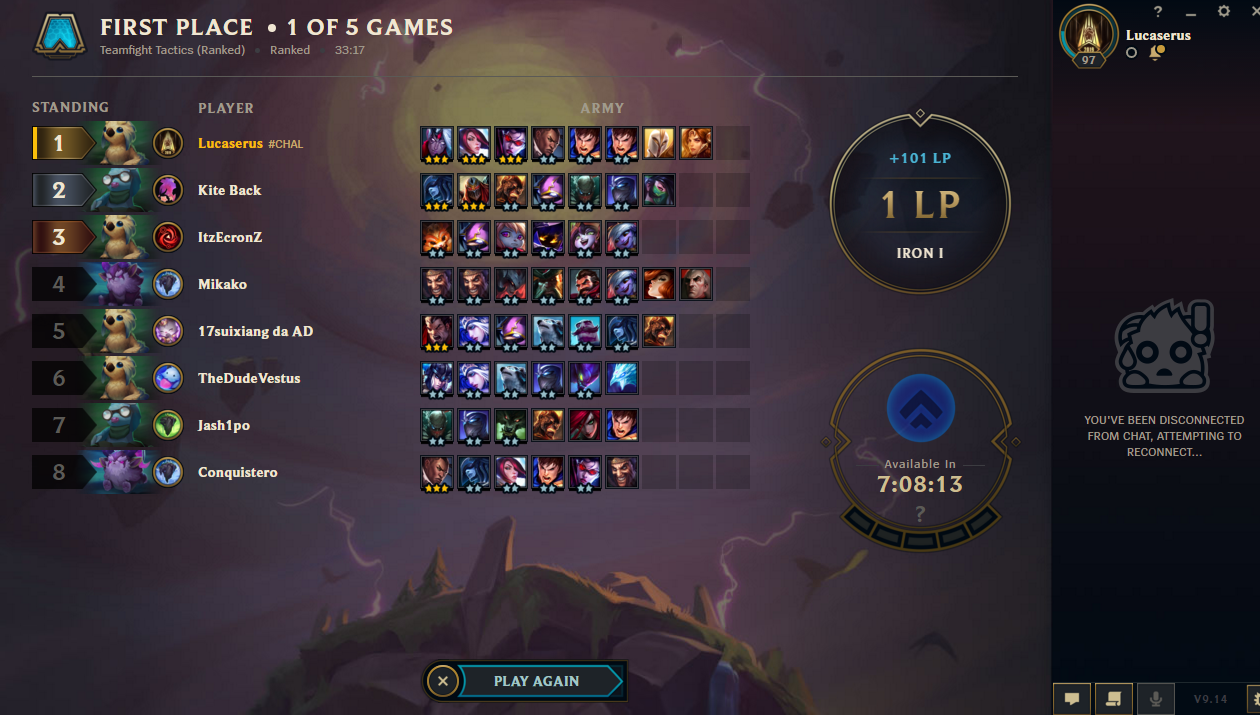 FIRST PLACE • 1 OF 5 GAMES
Teamfight Tactics (Ranked) • Ranked • 33:17
?
Lucaserus
2019
97
STANDING PLAYER ARMY
1 Lucaserus #CHAL
2 Kite Back
3 ItzEcronZ
4 Mikako
5 17suixiang da AD
6 TheDudeVestus
7 Jash1po
8 Conquistero
+101 LP
1 LP
IRON I
Available In
7:08:13
?
YOU'VE BEEN DISCONNECTED
FROM CHAT, ATTEMPTING TO
RECONNECT...
PLAY AGAIN
V9.14